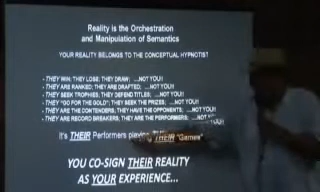 Reality is the Orchestration
and Manipulation of Semantics
YOUR REALITY BELONGS TO THE CONCEPTUAL HYPNOTIST
- THEY WIN; THEY LOSE; THEY DRAW; ....NOT YOU!!
- THEY ARE RANKED; THEY ARE DRAFTED; ....NOT YOU!!
- THEY SEEK TROPHIES; THEY DEFEND TITLES; ...NOT YOU!!
- THEY "GO FOR THE GOLD"; THEY SEEK THE PRIZES; ....NOT YOU!!
- THEY ARE THE CONTENDERS; THEY HAVE THE OPPONENTS; ...NOT YOU!!
- THEY ARE RECORD BREAKERS; THEY ARE THE PERFORMERS; ....NOT
It's THEIR Performers playing THEIR "Games"
YOU CO-SIGN THEIR REALITY
AS YOUR EXPERIENCE...